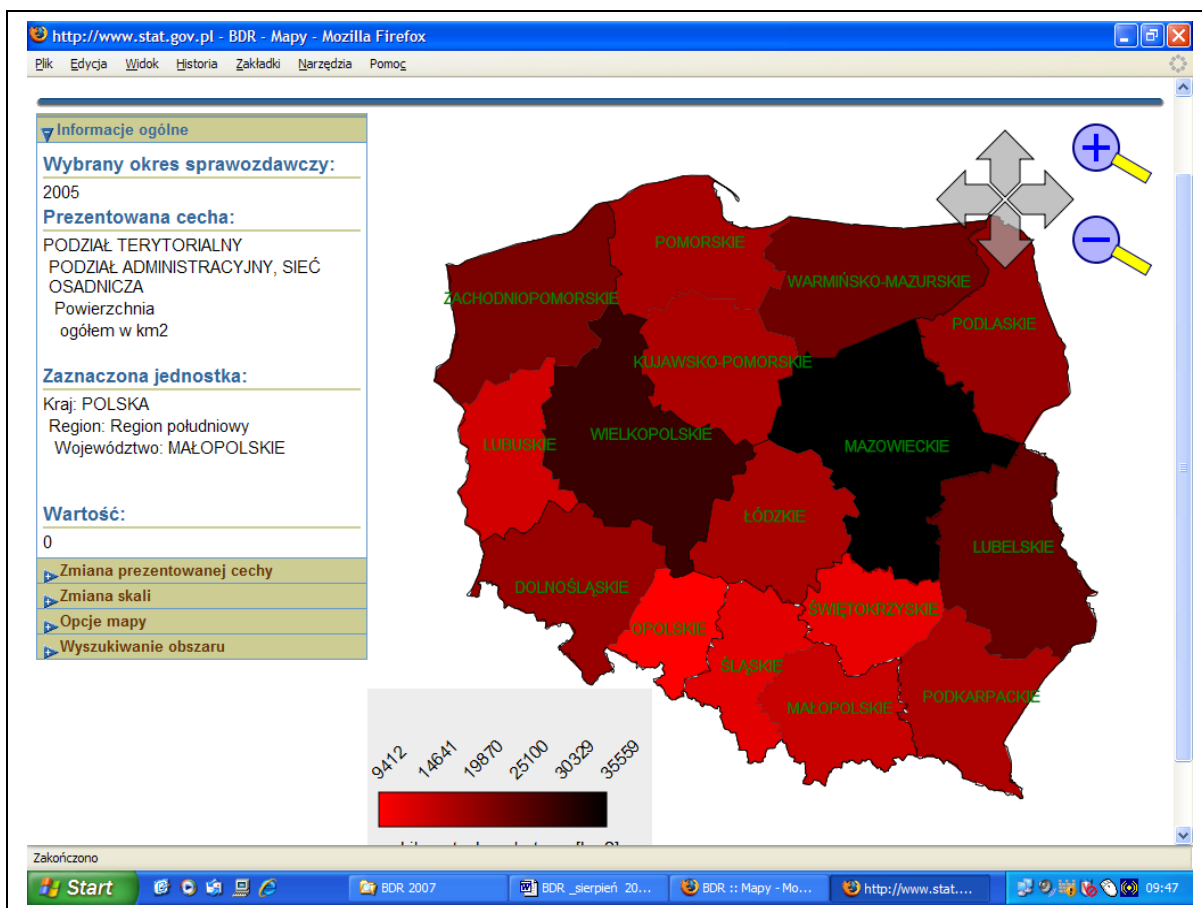 http://www.stat.gov.pl - BDR - Mapy - Mozilla Firefox
Plik Edycja Widok Historia Zakładki Narzędzia Pomoc
Informacje ogólne
Wybrany okres sprawozdawczy:
2005
Prezentowana cecha:
PODZIAŁ TERYTORIALNY
PODZIAŁ ADMINISTRACYJNY, SIEĆ
OSADNICZA
Powierzchnia
ogółem w km2
Zaznaczona jednostka:
Kraj: POLSKA
Region: Region południowy
Województwo: MAŁOPOLSKIE
Wartość:
0
Zmiana prezentowanej cechy
Zmiana skali
Opcje mapy
Wyszukiwanie obszaru
POMORSKIE
WARMIŃSKO-MAZURSKIE
ZACHODNIOPOMORSKIE
PODLASKIE
KUJAWSKO-POMORSKIE
WIELKOPOLSKIE
LUBUSKIE
MAZOWIECKIE
ŁÓDZKIE
LUBELSKIE
DOLNOŚLĄSKIE
ŚWIĘTOKRZYSKIE
OPOLSKIE
ŚLĄSKIE
PODKARPACKIE
MAŁOPOLSKIE
9412 14641 19870 25100 30329 35559
Zakończono
Start BDR 2007 BDR _sierpień 20... BDR :: Mapy - Mo... http://www.stat.... 09:47